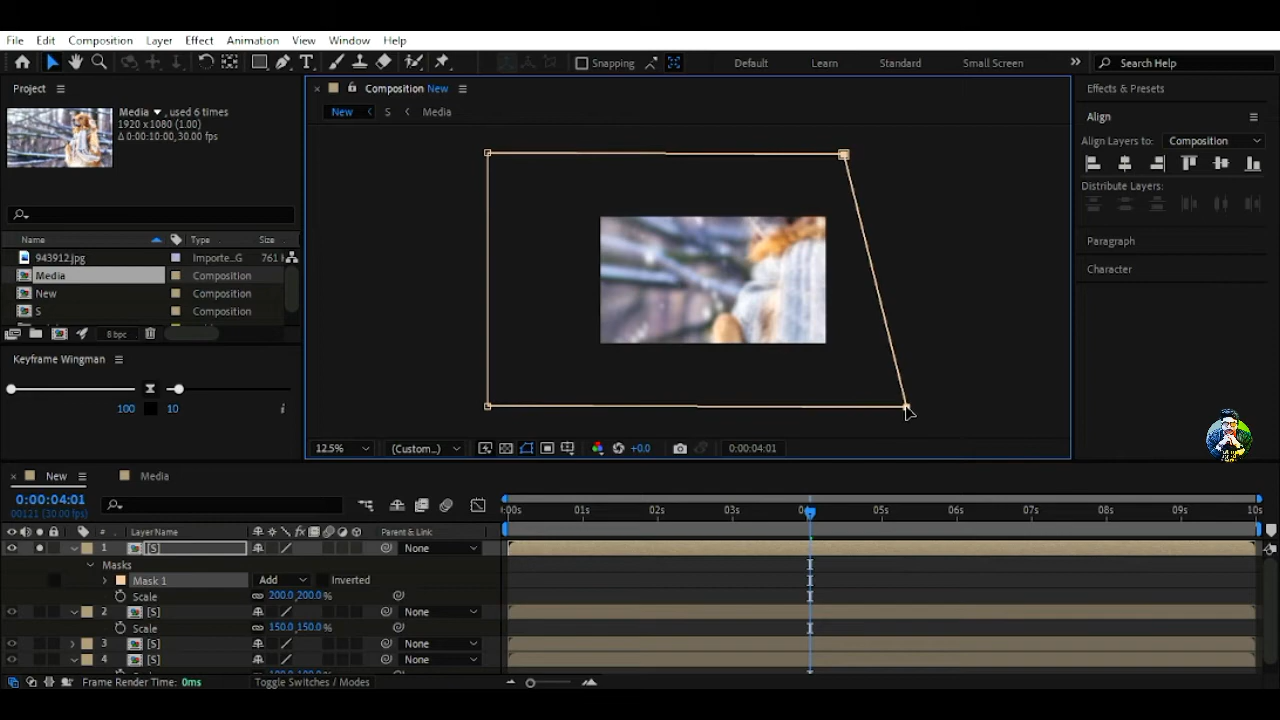 File Edit Composition Layer Effect Animation View Window Help
Snapping Default Learn Standard Small Screen Search Help
Project
Composition New
Effects & Presets
Media, used 6 times
1920 x 1080 (1.00)
Δ 0:00:10:00, 30.00 fps
New S Media
Align
Align Layers to: Composition
Distribute Layers:
Name Type Size
943912.jpg Importe_G 761
Media Composition
New Composition
S Composition
8 bpc
Paragraph
Character
Keyframe Wingman
100 10
12.5% (Custom...) +0.0 0:00:04:01
New Media
0:00:04:01
00121 (30.00 fps)
:00s 01s 02s 03s 05s 06s 07s 08s 09s 10s
# Layer Name Parent & Link
1 [S] None
Masks
Mask 1 Add Inverted
Scale 200.0,200.0%
2 [S] None
Scale 150.0,150.0%
3 [S] None
4 [S] None
Frame Render Time: 0ms Toggle Switches / Modes